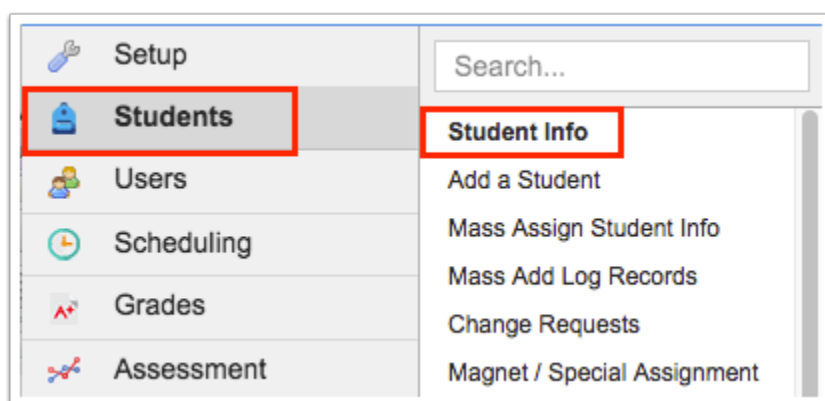 Setup
Students
Users
Scheduling
Grades
Assessment
Search...
Student Info
Add a Student
Mass Assign Student Info
Mass Add Log Records
Change Requests
Magnet / Special Assignment